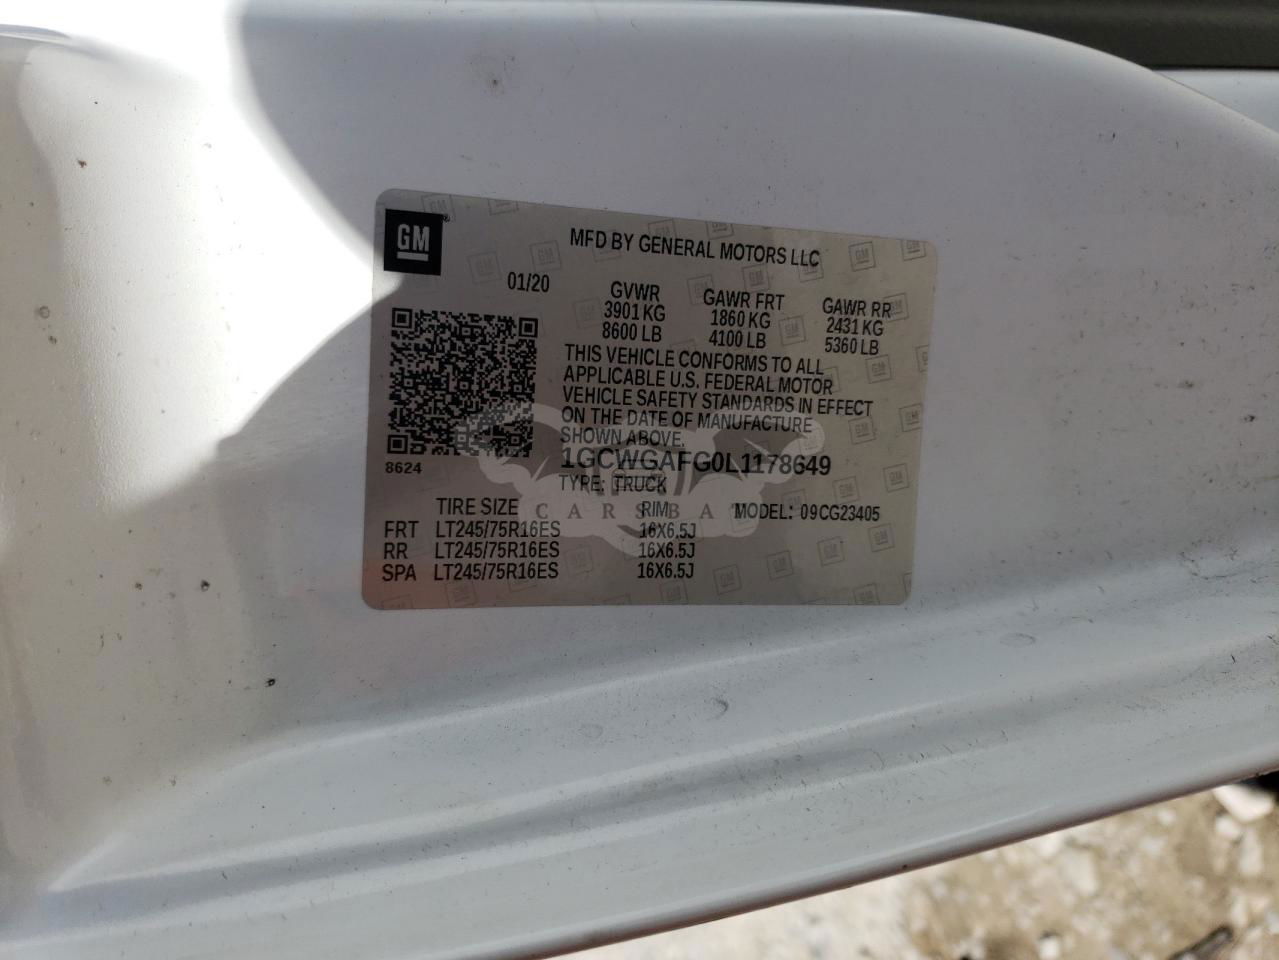 GM
MFD BY GENERAL MOTORS LLC
01/20
GVWR GAWR FRT GAWR RR
3901 KG 1860 KG 2431 KG
8600 LB 4100 LB 5360 LB
THIS VEHICLE CONFORMS TO ALL
APPLICABLE U.S. FEDERAL MOTOR
VEHICLE SAFETY STANDARDS IN EFFECT
ON THE DATE OF MANUFACTURE
SHOWN ABOVE.
8624
1GCWGAFG0L1178649
TYPE: TRUCK
TIRE SIZE RIM MODEL: 09CG23405
CARSBAT
FRT LT245/75R16ES 16X6.5J
RR LT245/75R16ES 16X6.5J
SPA LT245/75R16ES 16X6.5J